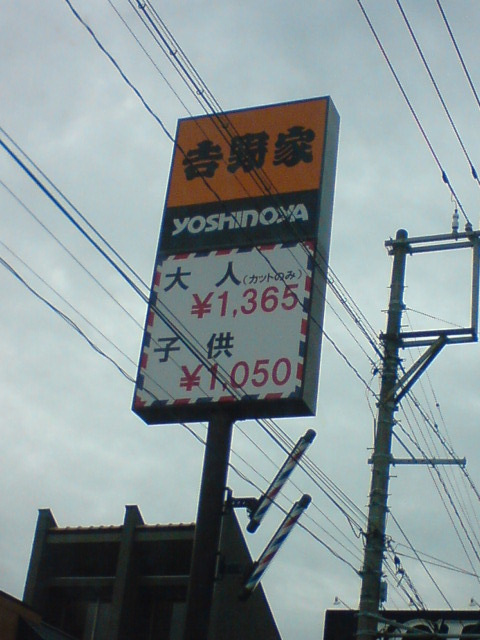 吉野家
YOSHINOYA
大 人(カットのみ)
¥1,365
子 供
¥1,050